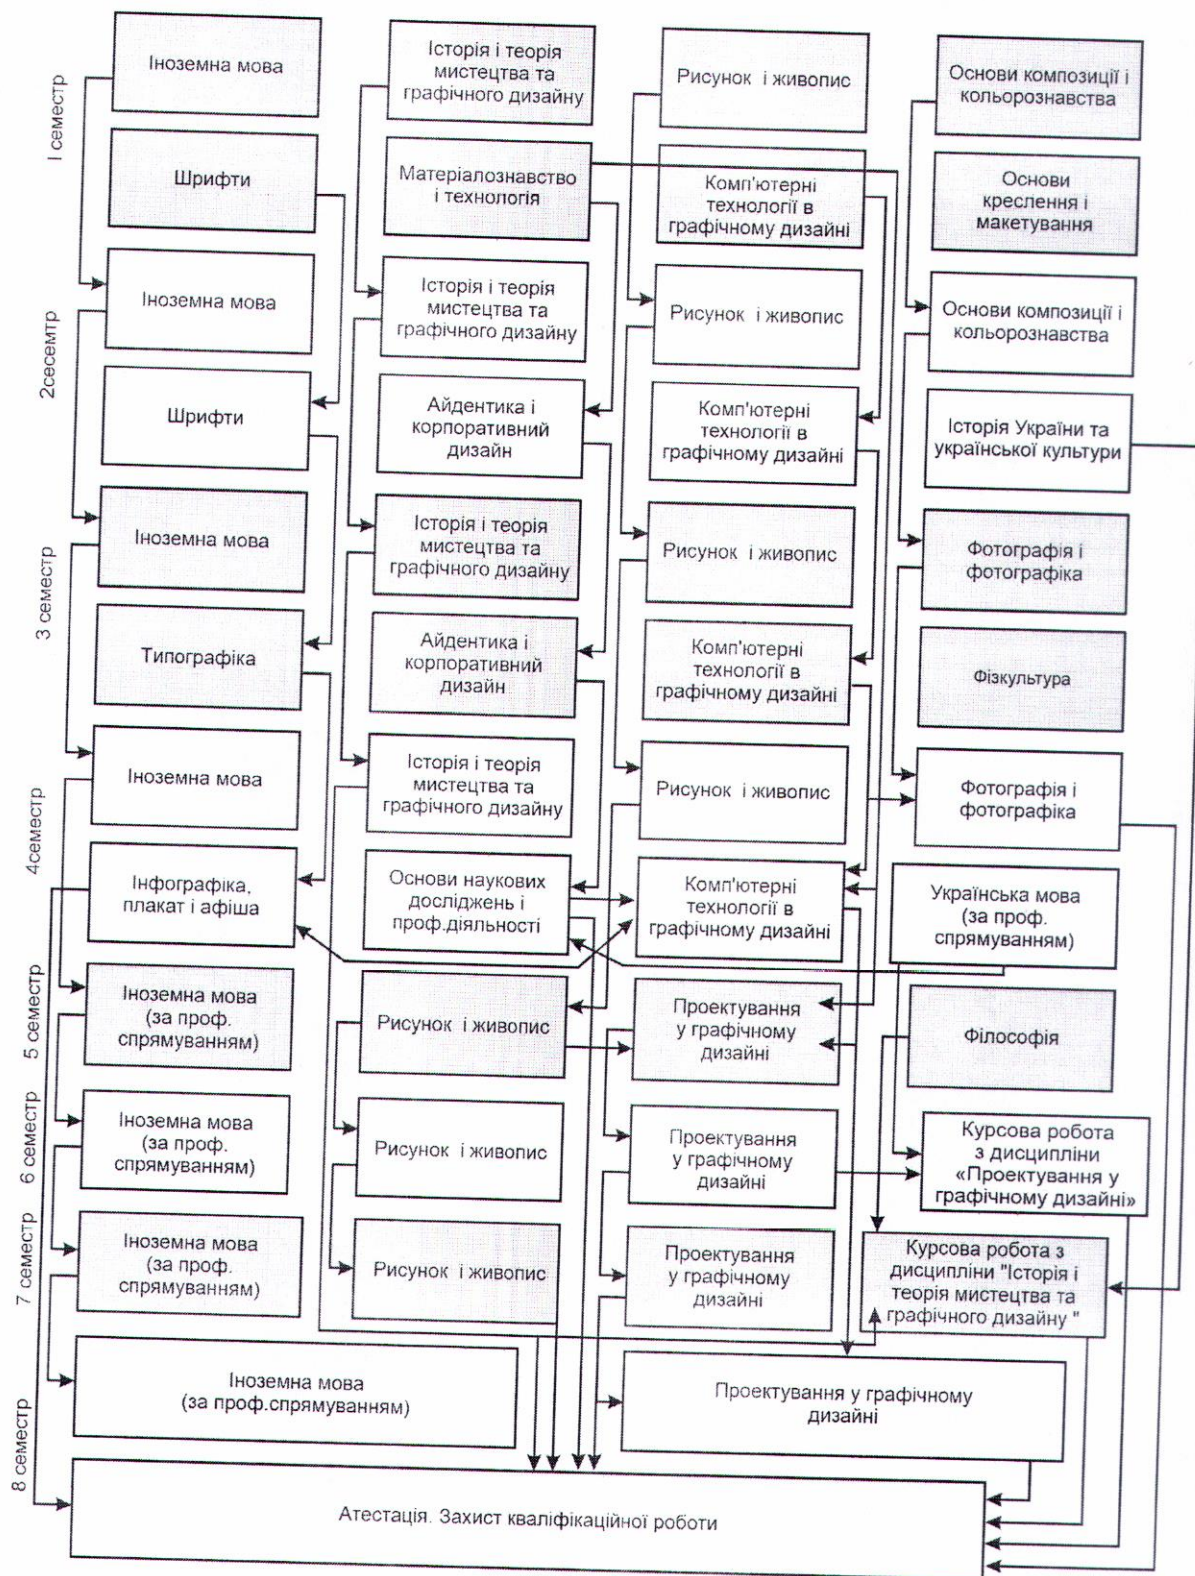 І семестр
Іноземна мова
Історія і теорія
мистецтва та
графічного дизайну
Рисунок і живопис
Основи композиції і
кольорознавства
Шрифти
Матеріалознавство
і технологія
Комп'ютерні
технології в
графічному дизайні
Основи
креслення і
макетування
2сесемтр
Іноземна мова
Історія і теорія
мистецтва та
графічного дизайну
Рисунок і живопис
Основи композиції і
кольорознавства
Шрифти
Айдентика і
корпоративний
дизайн
Комп'ютерні
технології в
графічному дизайні
Історія України та
української культури
3 семестр
Іноземна мова
Історія і теорія
мистецтва та
графічного дизайну
Рисунок і живопис
Фотографія і
фотографіка
Типографіка
Айдентика і
корпоративний
дизайн
Комп'ютерні
технології в
графічному дизайні
Фізкультура
4семестр
Іноземна мова
Історія і теорія
мистецтва та
графічного дизайну
Рисунок і живопис
Фотографія і
фотографіка
Інфографіка,
плакат і афіша
Основи наукових
досліджень і
проф.діяльності
Комп'ютерні
технології в
графічному дизайні
Українська мова
(за проф.
спрямуванням)
5 семестр
Іноземна мова
(за проф.
спрямуванням)
Рисунок і живопис
Проектування
у графічному
дизайні
Філософія
6 семестр
Іноземна мова
(за проф.
спрямуванням)
Рисунок і живопис
Проектування
у графічному
дизайні
Курсова робота
з дисципліни
«Проектування у
графічному дизайні»
7 семестр
Іноземна мова
(за проф.
спрямуванням)
Рисунок і живопис
Проектування
у графічному
дизайні
Курсова робота з
дисципліни "Історія і
теорія мистецтва та
графічного дизайну "
8 семестр
Іноземна мова
(за проф.спрямуванням)
Проектування у графічному
дизайні
Атестація. Захист кваліфікаційної роботи